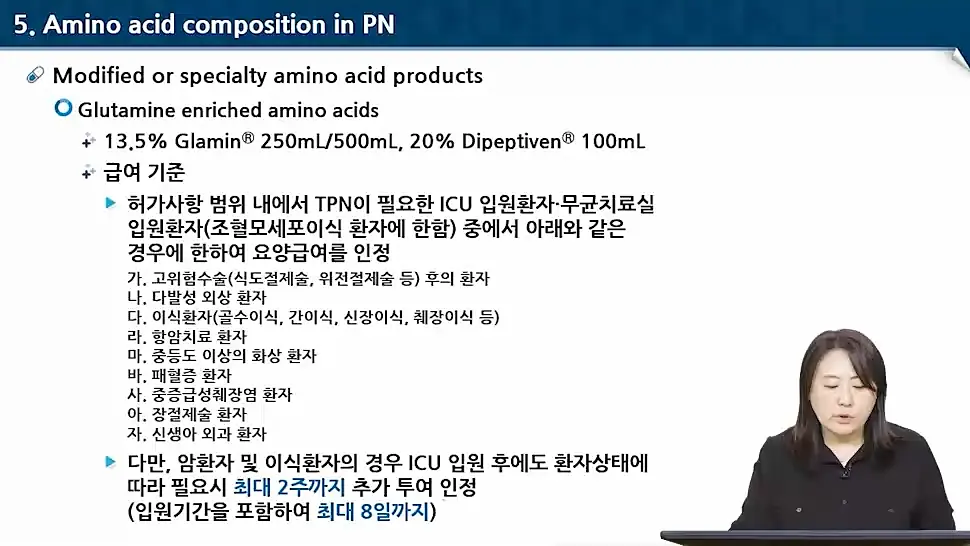 5. Amino acid composition in PN
Modified or specialty amino acid products
Glutamine enriched amino acids
13.5% Glamin® 250mL/500mL, 20% Dipeptiven® 100mL
급여 기준
허가사항 범위 내에서 TPN이 필요한 ICU 입원환자·무균치료실
입원환자(조혈모세포이식 환자에 한함) 중에서 아래와 같은
경우에 한하여 요양급여를 인정
가. 고위험수술(식도절제술, 위전절제술 등) 후의 환자
나. 다발성 외상 환자
다. 이식환자(골수이식, 간이식, 신장이식, 췌장이식 등)
라. 항암치료 환자
마. 중등도 이상의 화상 환자
바. 패혈증 환자
사. 중증급성췌장염 환자
아. 장절제술 환자
자. 신생아 외과 환자
다만, 암환자 및 이식환자의 경우 ICU 입원 후에도 환자상태에
따라 필요시 최대 2주까지 추가 투여 인정
(입원기간을 포함하여 최대 8일까지)